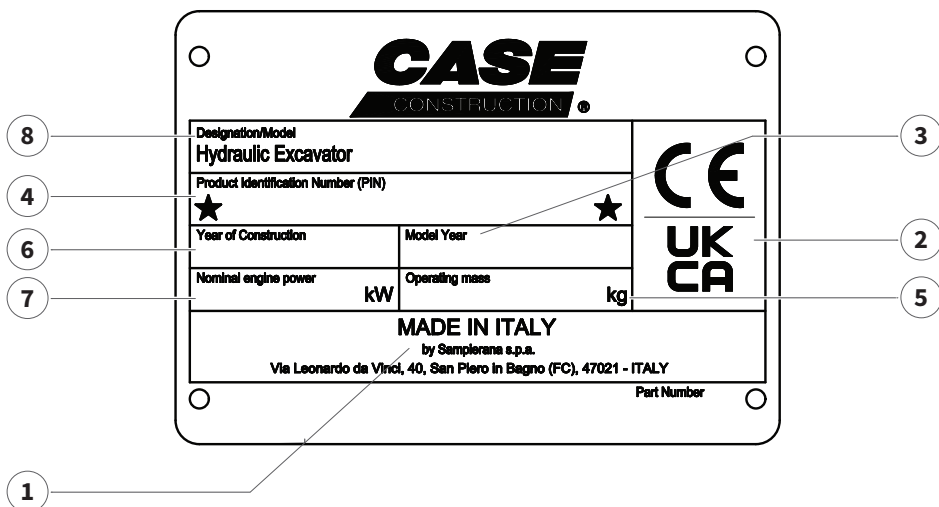 CASE
CONSTRUCTION ®
8
Designation/Model
Hydraulic Excavator
3
4
Product Identification Number (PIN)
CE
6
Year of Construction
Model Year
UK
CA
2
7
Nominal engine power
kW
Operating mass
kg
5
MADE IN ITALY
by Sampierana s.p.a.
Via Leonardo da Vinci, 40, San Piero in Bagno (FC), 47021 - ITALY
Part Number
1